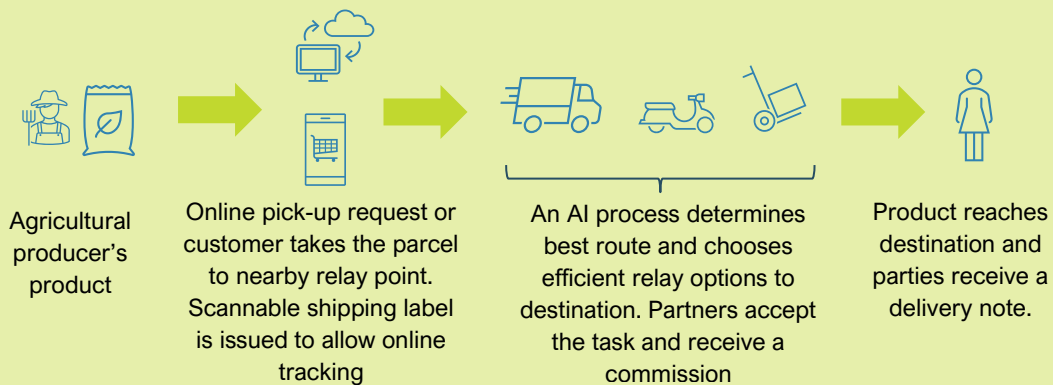 Agricultural
producer’s
product
Online pick-up request or
customer takes the parcel
to nearby relay point.
Scannable shipping label
is issued to allow online
tracking
An AI process determines
best route and chooses
efficient relay options to
destination. Partners accept
the task and receive a
commission
Product reaches
destination and
parties receive a
delivery note.